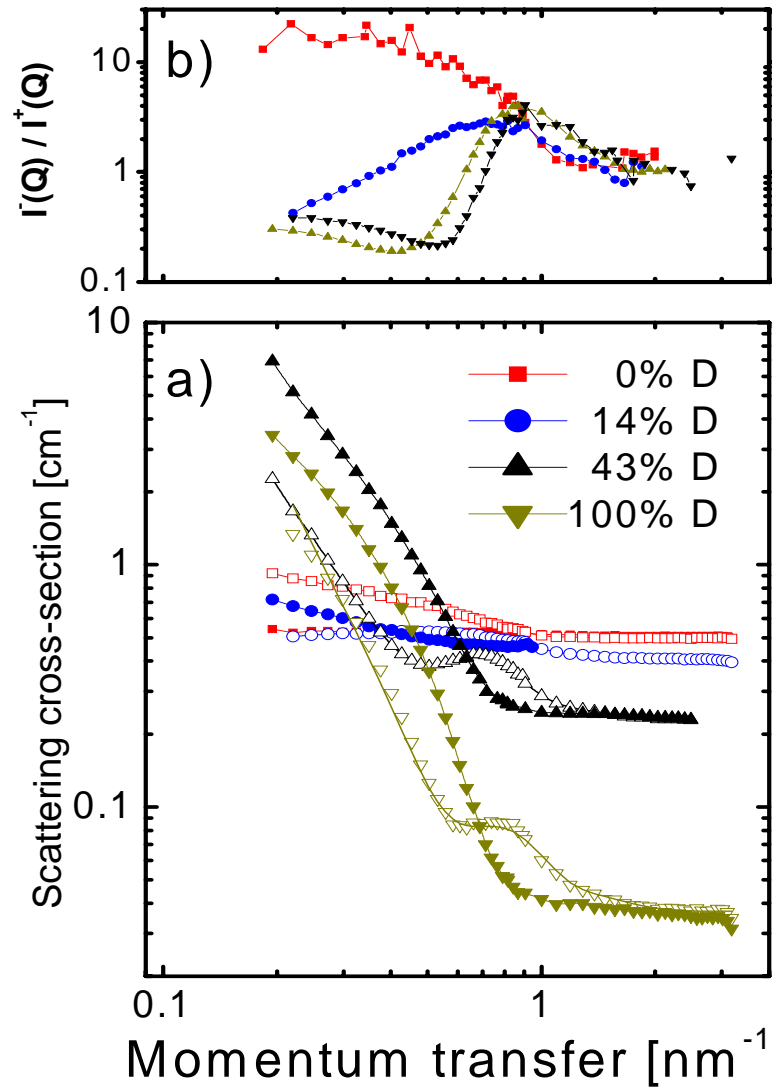 b)
I⁻(Q) / I⁺(Q)
10
1
0.1
a)
Scattering cross-section [cm⁻¹]
10
1
0.1
0% D
14% D
43% D
100% D
0.1
1
Momentum transfer [nm⁻¹]